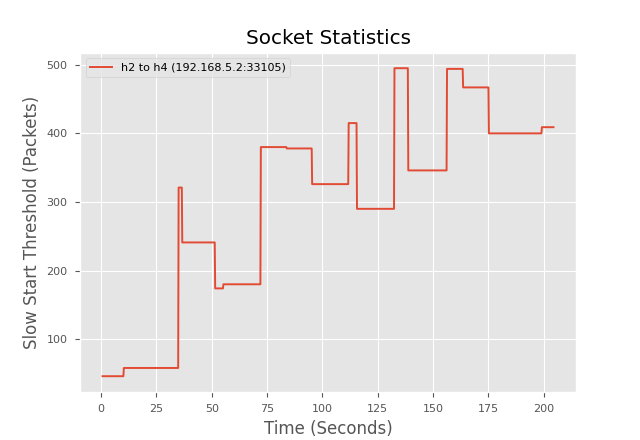 Socket Statistics
h2 to h4 (192.168.5.2:33105)
Slow Start Threshold (Packets)
500
400
300
200
100
0 25 50 75 100 125 150 175 200
Time (Seconds)